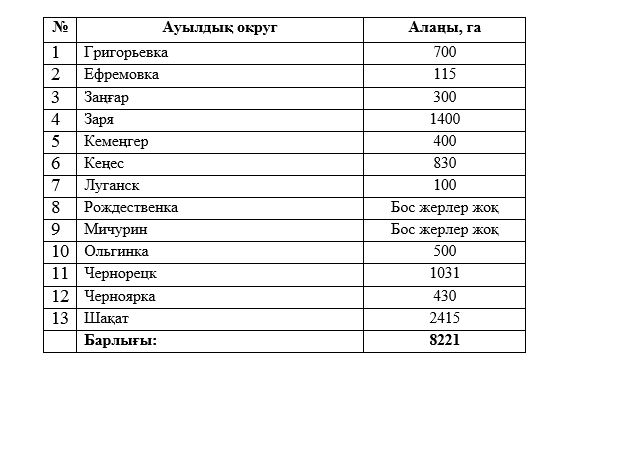 № Ауылдық округ Алаңы, га
1 Григорьевка 700
2 Ефремовка 115
3 Заңғар 300
4 Заря 1400
5 Кемеңгер 400
6 Кеңес 830
7 Луганск 100
8 Рождественка Бос жерлер жоқ
9 Мичурин Бос жерлер жоқ
10 Ольгинка 500
11 Чернорецк 1031
12 Черноярка 430
13 Шақат 2415
Барлығы: 8221